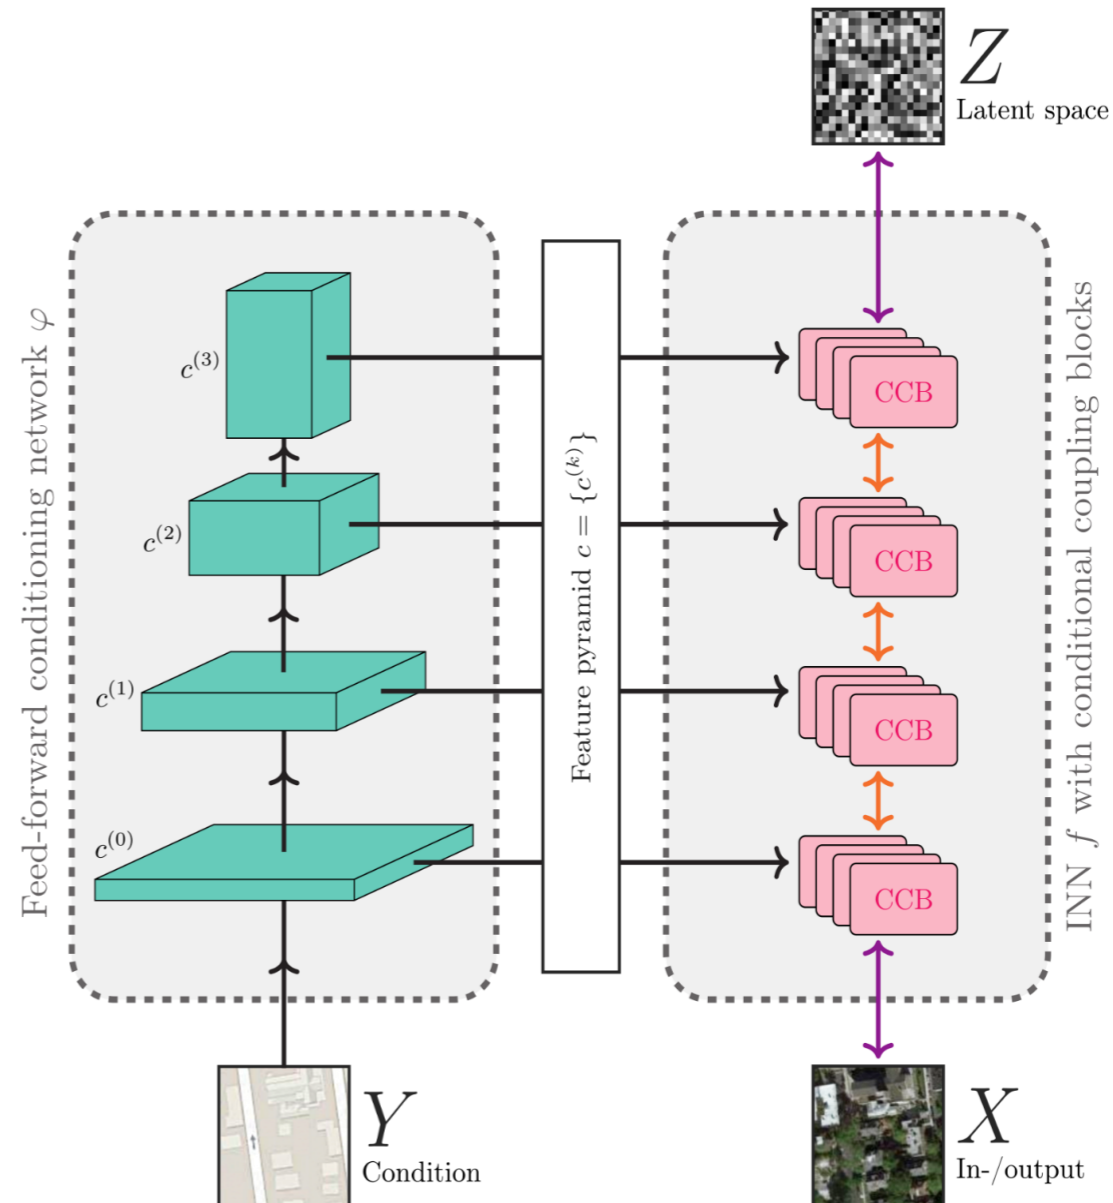 Z
Latent space
Feed-forward conditioning network φ
c^{(3)}
c^{(2)}
c^{(1)}
c^{(0)}
Feature pyramid c = {c^{(k)}}
CCB
CCB
CCB
CCB
INN f with conditional coupling blocks
Y
Condition
X
In-/output